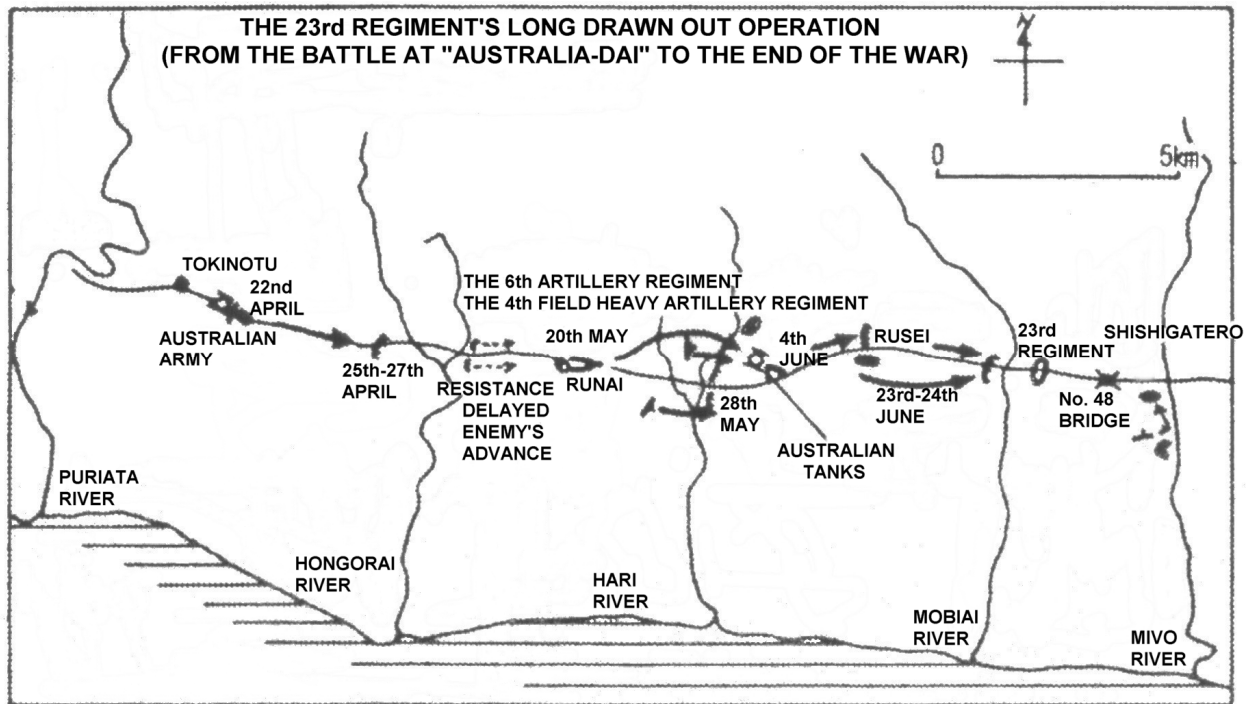 THE 23rd REGIMENT'S LONG DRAWN OUT OPERATION
(FROM THE BATTLE AT "AUSTRALIA-DAI" TO THE END OF THE WAR)
0 5km
TOKINOTU
22nd
APRIL
AUSTRALIAN
ARMY
25th-27th
APRIL
THE 6th ARTILLERY REGIMENT
THE 4th FIELD HEAVY ARTILLERY REGIMENT
20th MAY
RUNAI
RESISTANCE
DELAYED
ENEMY'S
ADVANCE
28th
MAY
4th
JUNE
AUSTRALIAN
TANKS
RUSEI
23rd-24th
JUNE
23rd
REGIMENT
SHISHIGATERO
No. 48
BRIDGE
PURIATA
RIVER
HONGORAI
RIVER
HARI
RIVER
MOBIAI
RIVER
MIVO
RIVER